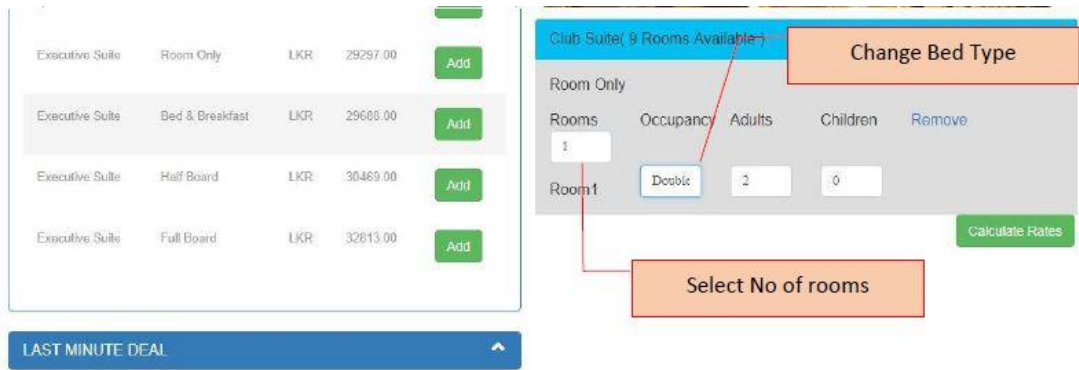 Add
Executive Suite Room Only LKR 29297.00 Add
Executive Suite Bed & Breakfast LKR 29688.00 Add
Executive Suite Half Board LKR 30469.00 Add
Executive Suite Full Board LKR 32813.00 Add
LAST MINUTE DEAL
Club Suite( 9 Rooms Available )
Change Bed Type
Room Only
Rooms Occupancy Adults Children Remove
1
Room1 Double 2 0
Calculate Rates
Select No of rooms